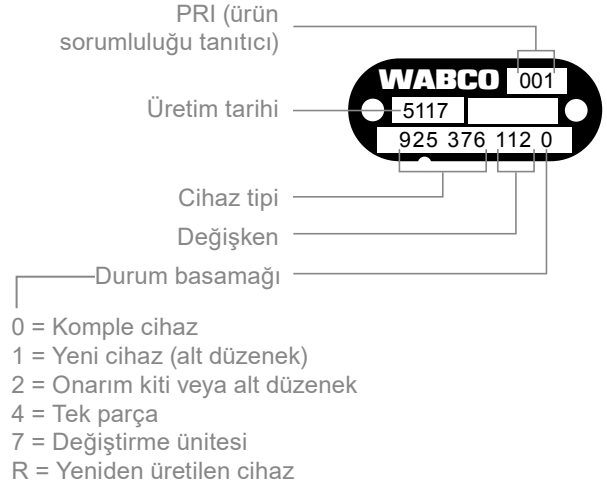 PRI (ürün
sorumluluğu tanıtıcı)
WABCO 001
Üretim tarihi
5117
925 376 112 0
Cihaz tipi
Değişken
Durum basamağı
0 = Komple cihaz
1 = Yeni cihaz (alt düzenek)
2 = Onarım kiti veya alt düzenek
4 = Tek parça
7 = Değiştirme ünitesi
R = Yeniden üretilen cihaz